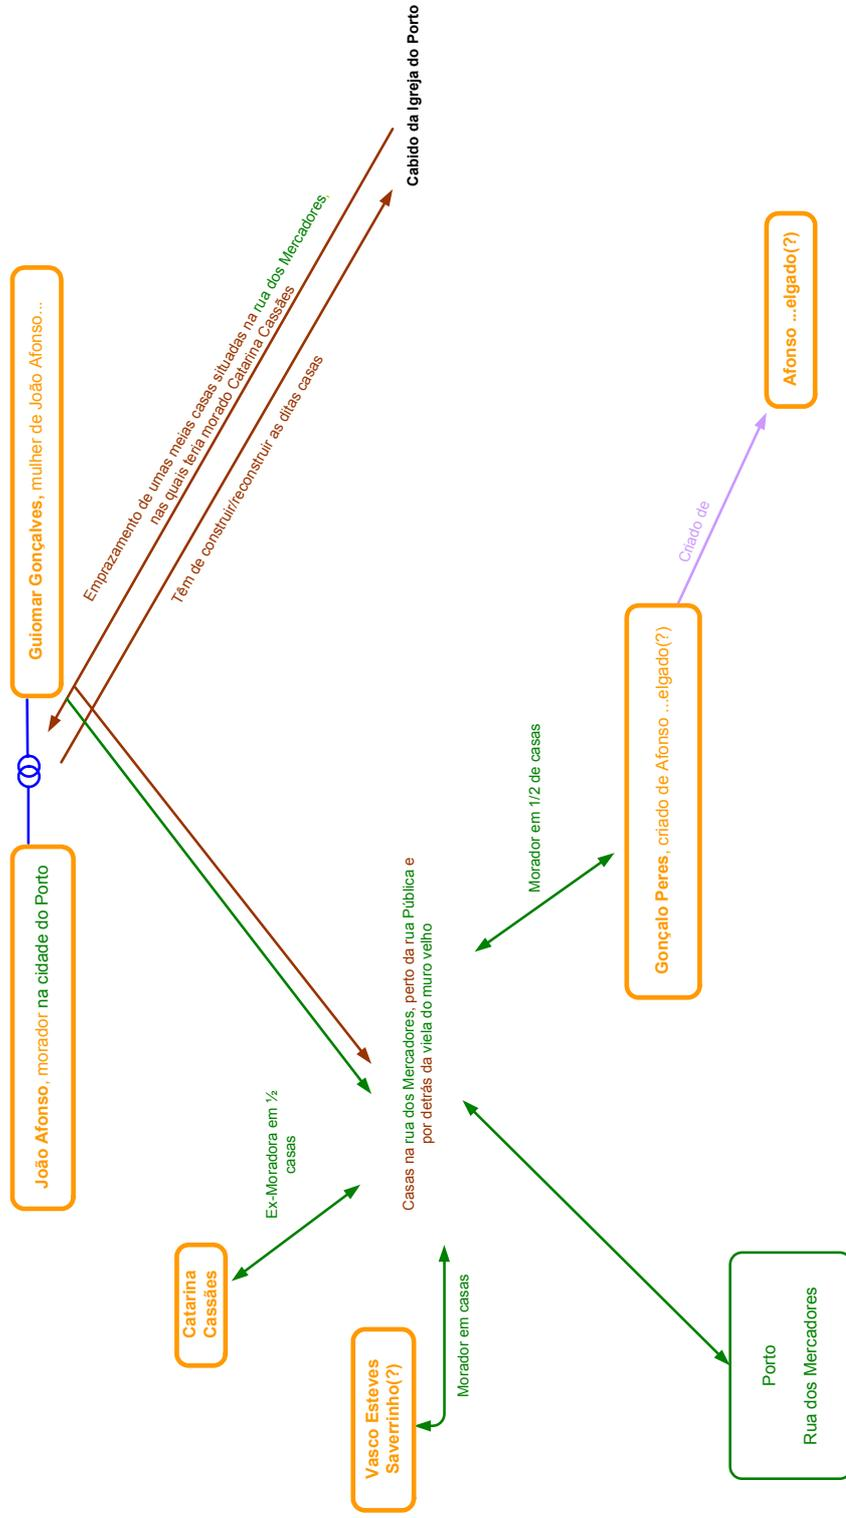 João Afonso, morador na cidade do Porto
Guiomar Gonçalves, mulher de João Afonso...
Emprazamento de umas meias casas situadas na rua dos Mercadores,
nas quais teria morado Catarina Cassães
Têm de construir/reconstruir as ditas casas
Cabido da Igreja do Porto
Catarina
Cassães
Ex-Moradora em ½
casas
Vasco Esteves
Saverrinho(?)
Morador em casas
Casas na rua dos Mercadores, perto da rua Pública e
por detrás da viela do muro velho
Morador em 1/2 de casas
Gonçalo Peres, criado de Afonso ...elgado(?)
Criado de
Afonso ...elgado(?)
Porto
Rua dos Mercadores